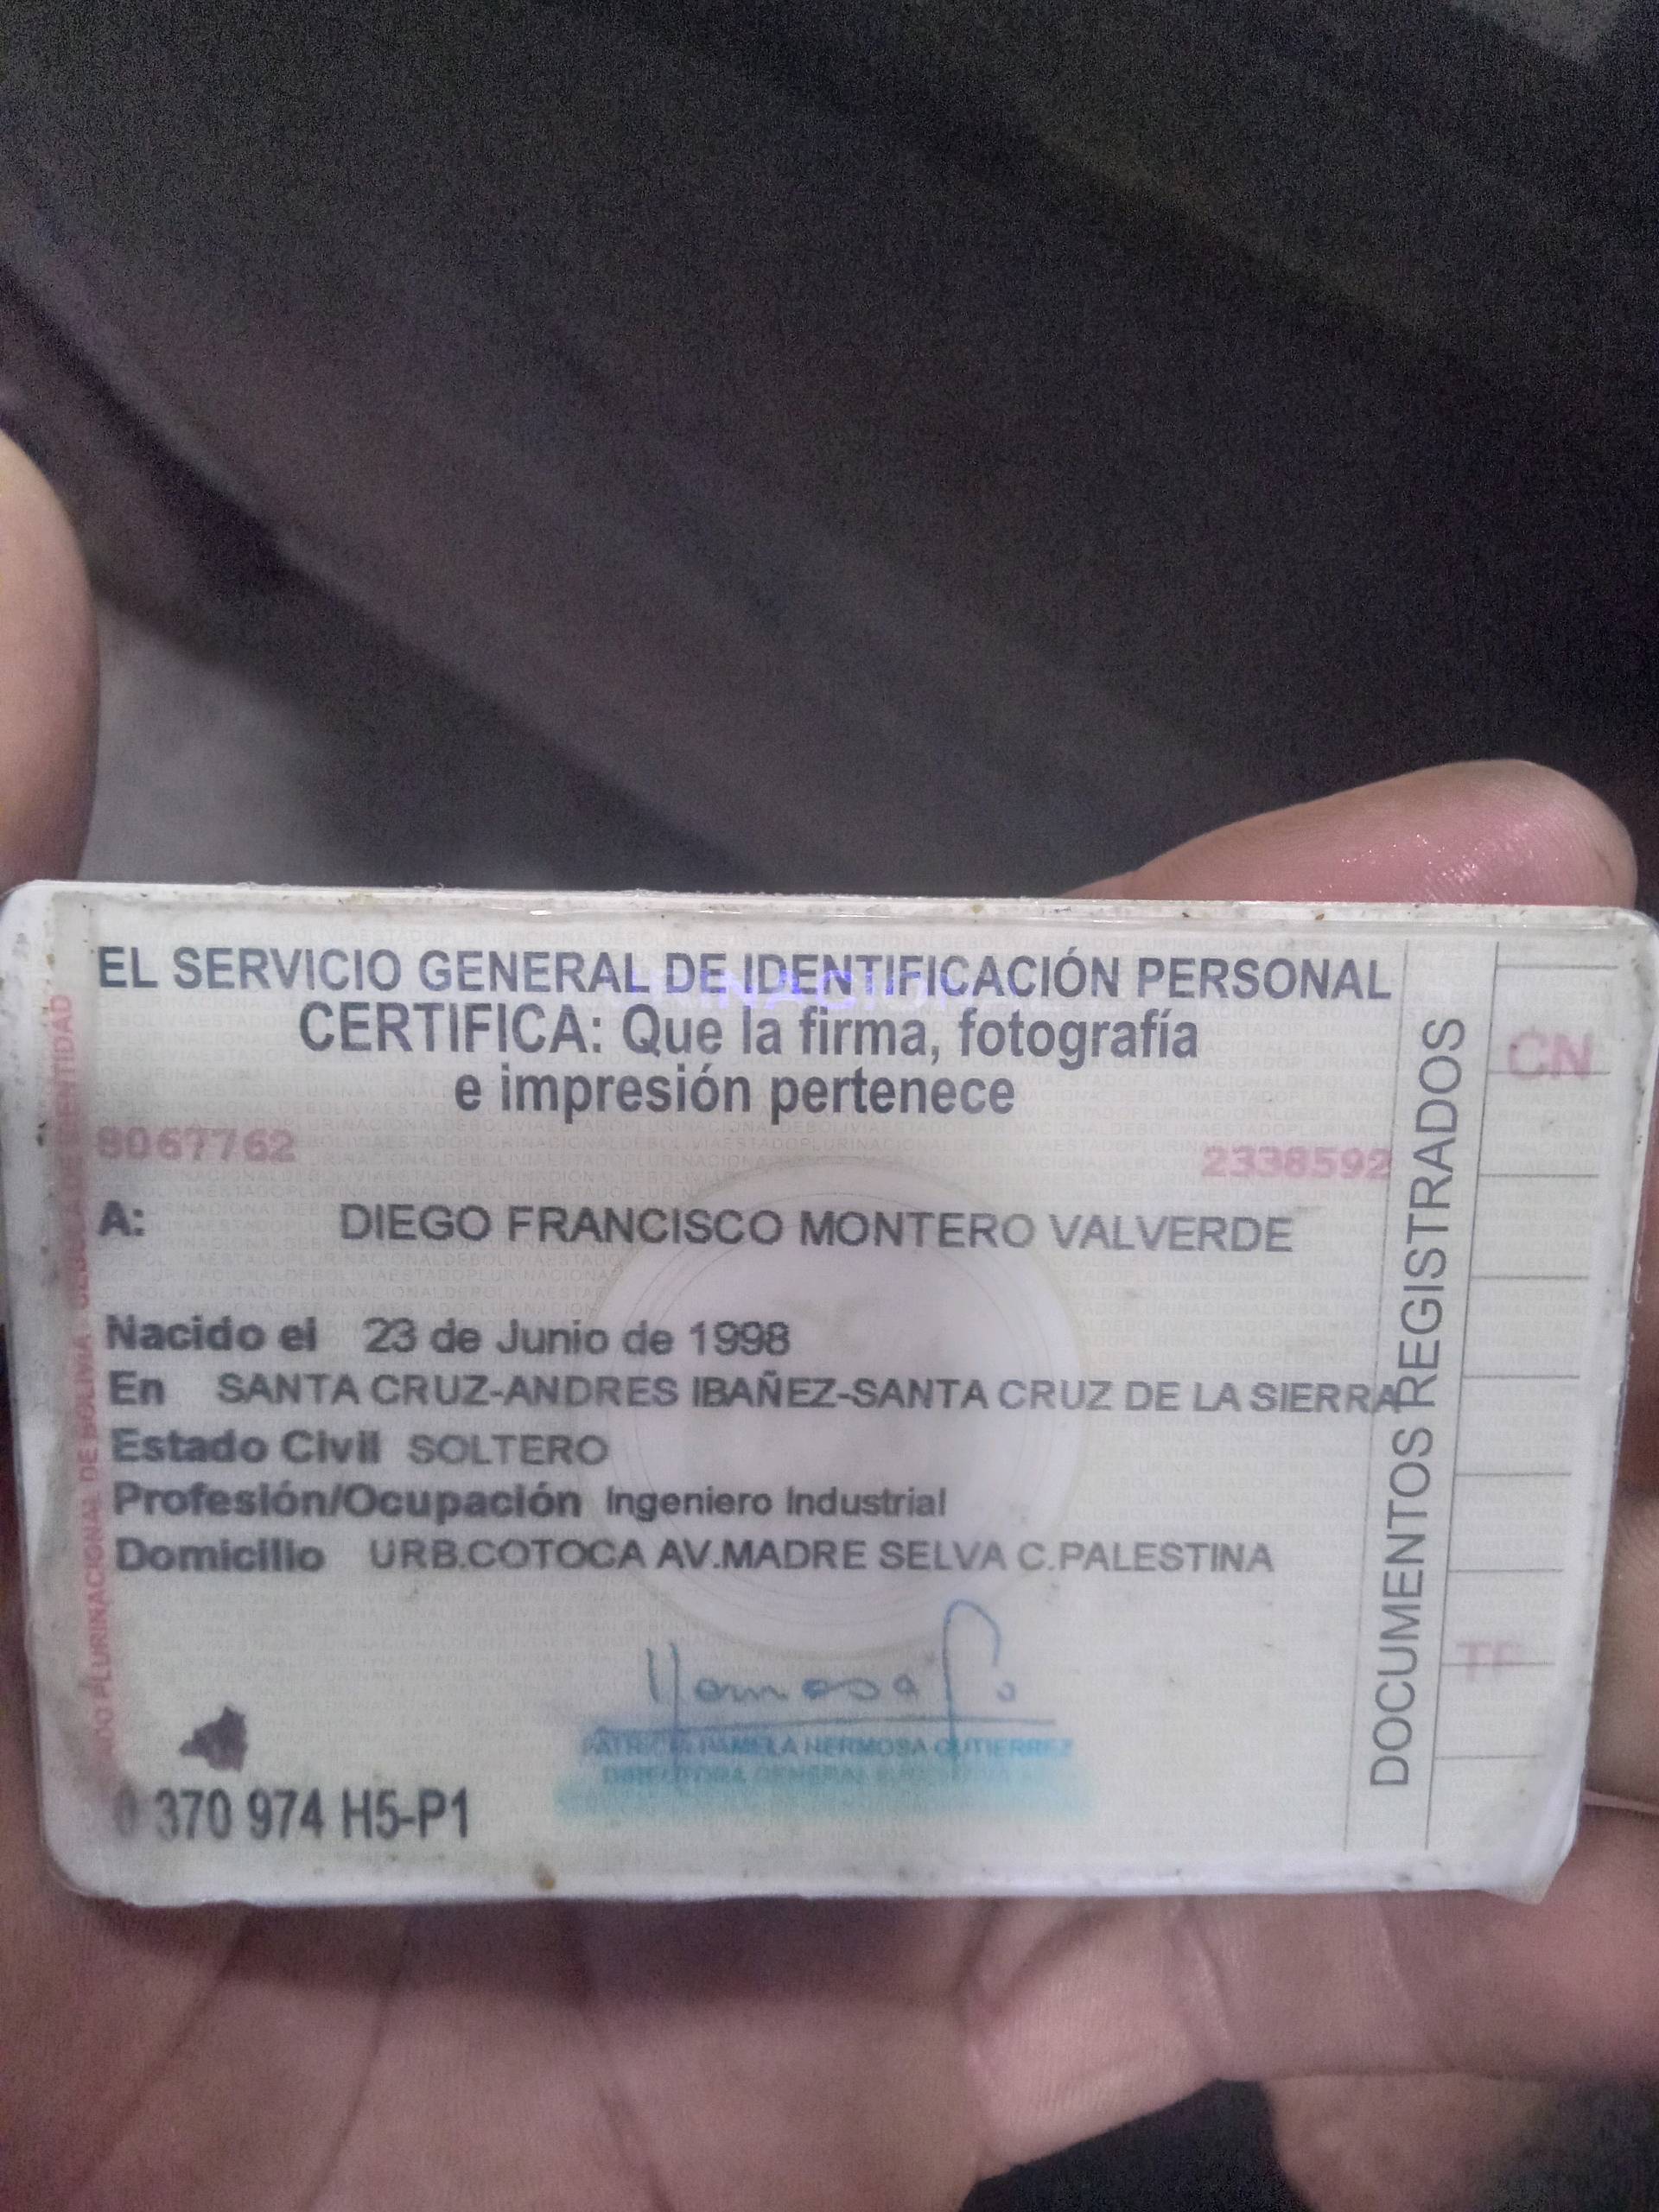 EL SERVICIO GENERAL DE IDENTIFICACIÓN PERSONAL
CERTIFICA: Que la firma, fotografía
e impresión pertenece
8067762 2338592
A: DIEGO FRANCISCO MONTERO VALVERDE
Nacido el 23 de Junio de 1998
En SANTA CRUZ-ANDRES IBAÑEZ-SANTA CRUZ DE LA SIERRA
Estado Civil SOLTERO
Profesión/Ocupación Ingeniero Industrial
Domicilio URB.COTOCA AV.MADRE SELVA C.PALESTINA
PATRICIA PAMELA HERMOSA GUTIERREZ
DIRECTORA GENERAL
0 370 974 H5-P1
DOCUMENTOS REGISTRADOS
CN
TF
PLURINACIONAL DE BOLIVIA CEDULA DE IDENTIDAD